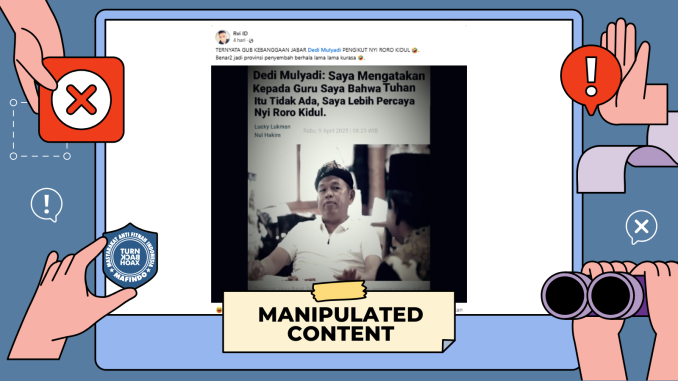 Rei ID
4 hari
TERNYATA GUB KEBANGGAAN JABAR Dedi Mulyadi PENGIKUT NYI RORO KIDUL
Benar2 jadi provinsi penyembah berhala lama lama kurasa
Dedi Mulyadi: Saya Mengatakan
Kepada Guru Saya Bahwa Tuhan
Itu Tidak Ada, Saya Lebih Percaya
Nyi Roro Kidul.
Lucky Lukman
Nul Hakim
Rabu, 9 April 2025 | 16:23 WIB
MASYARAKAT ANTI FITNAH INDONESIA
TURN
BACK
HOAX
MAFINDO
MANIPULATED
CONTENT